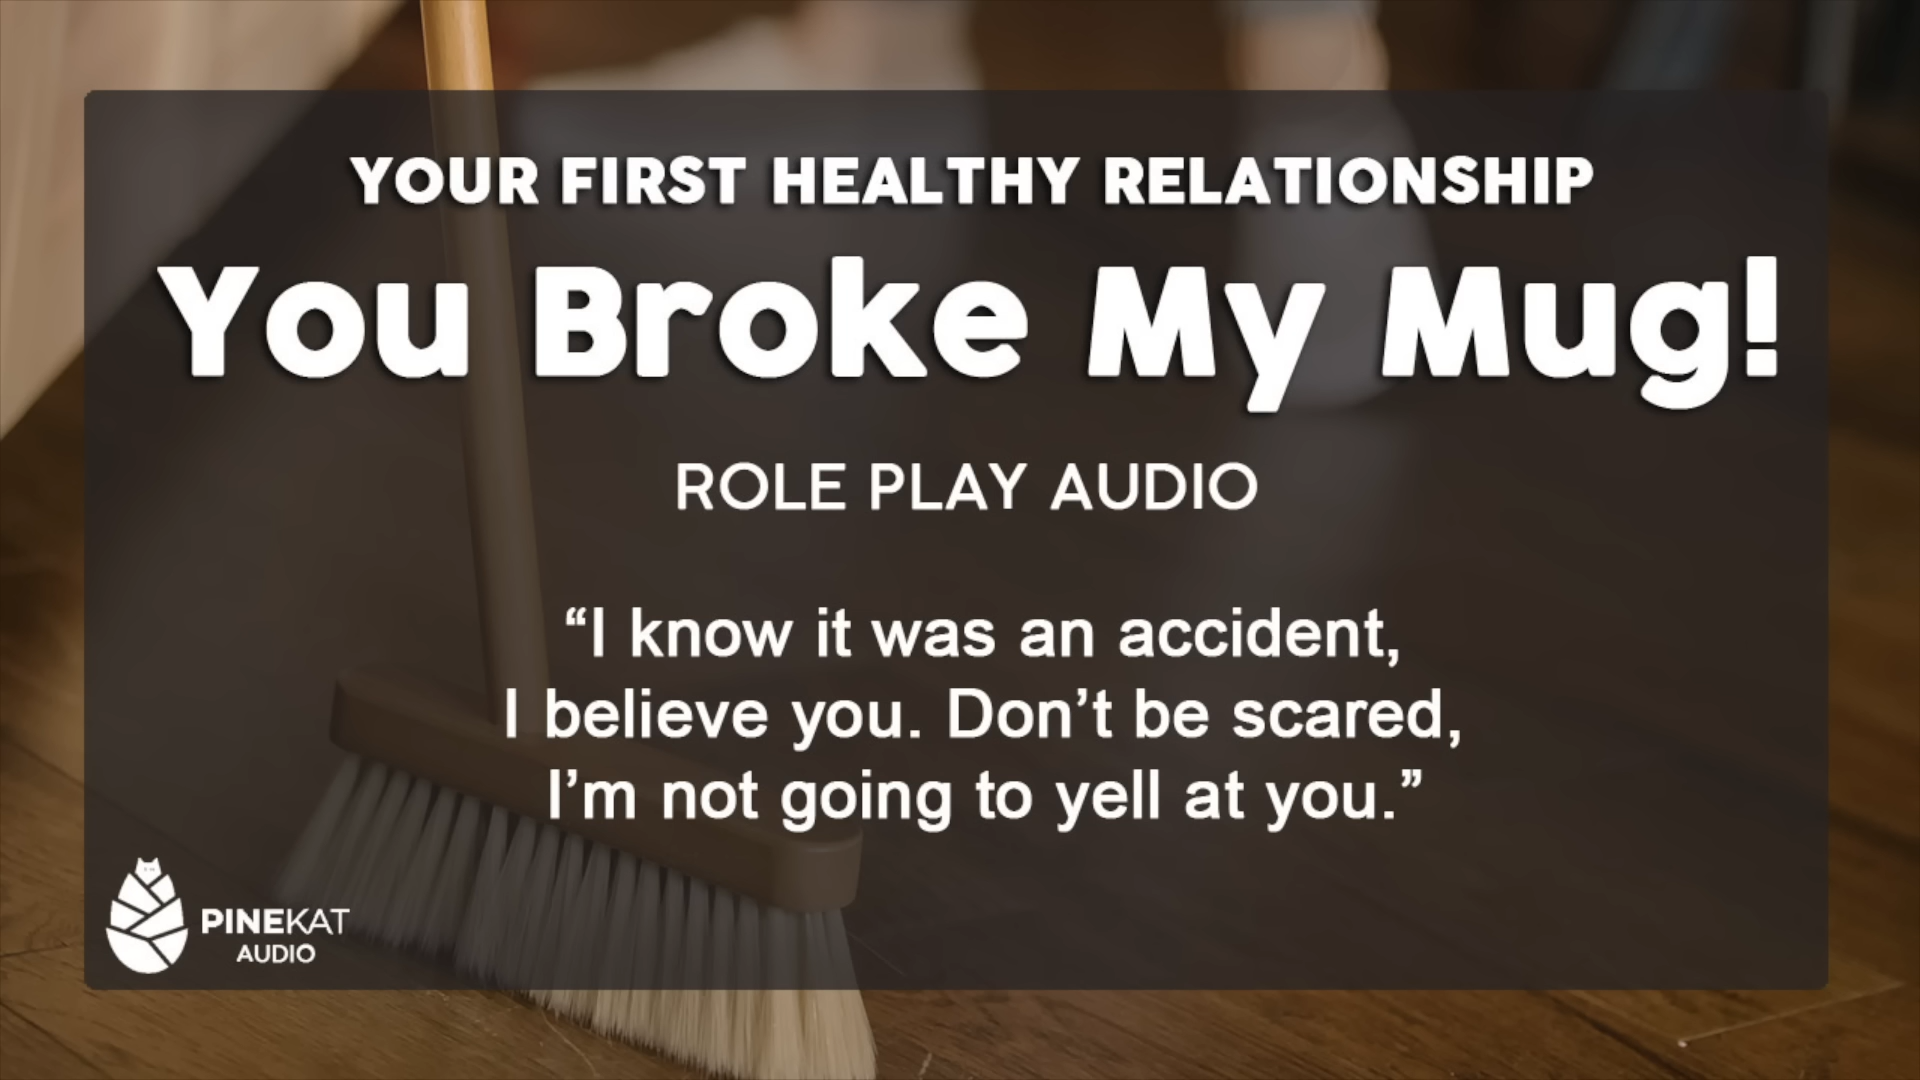 YOUR FIRST HEALTHY RELATIONSHIP
You Broke My Mug!
ROLE PLAY AUDIO
“I know it was an accident,
I believe you. Don’t be scared,
I’m not going to yell at you.”
PINEKAT
AUDIO